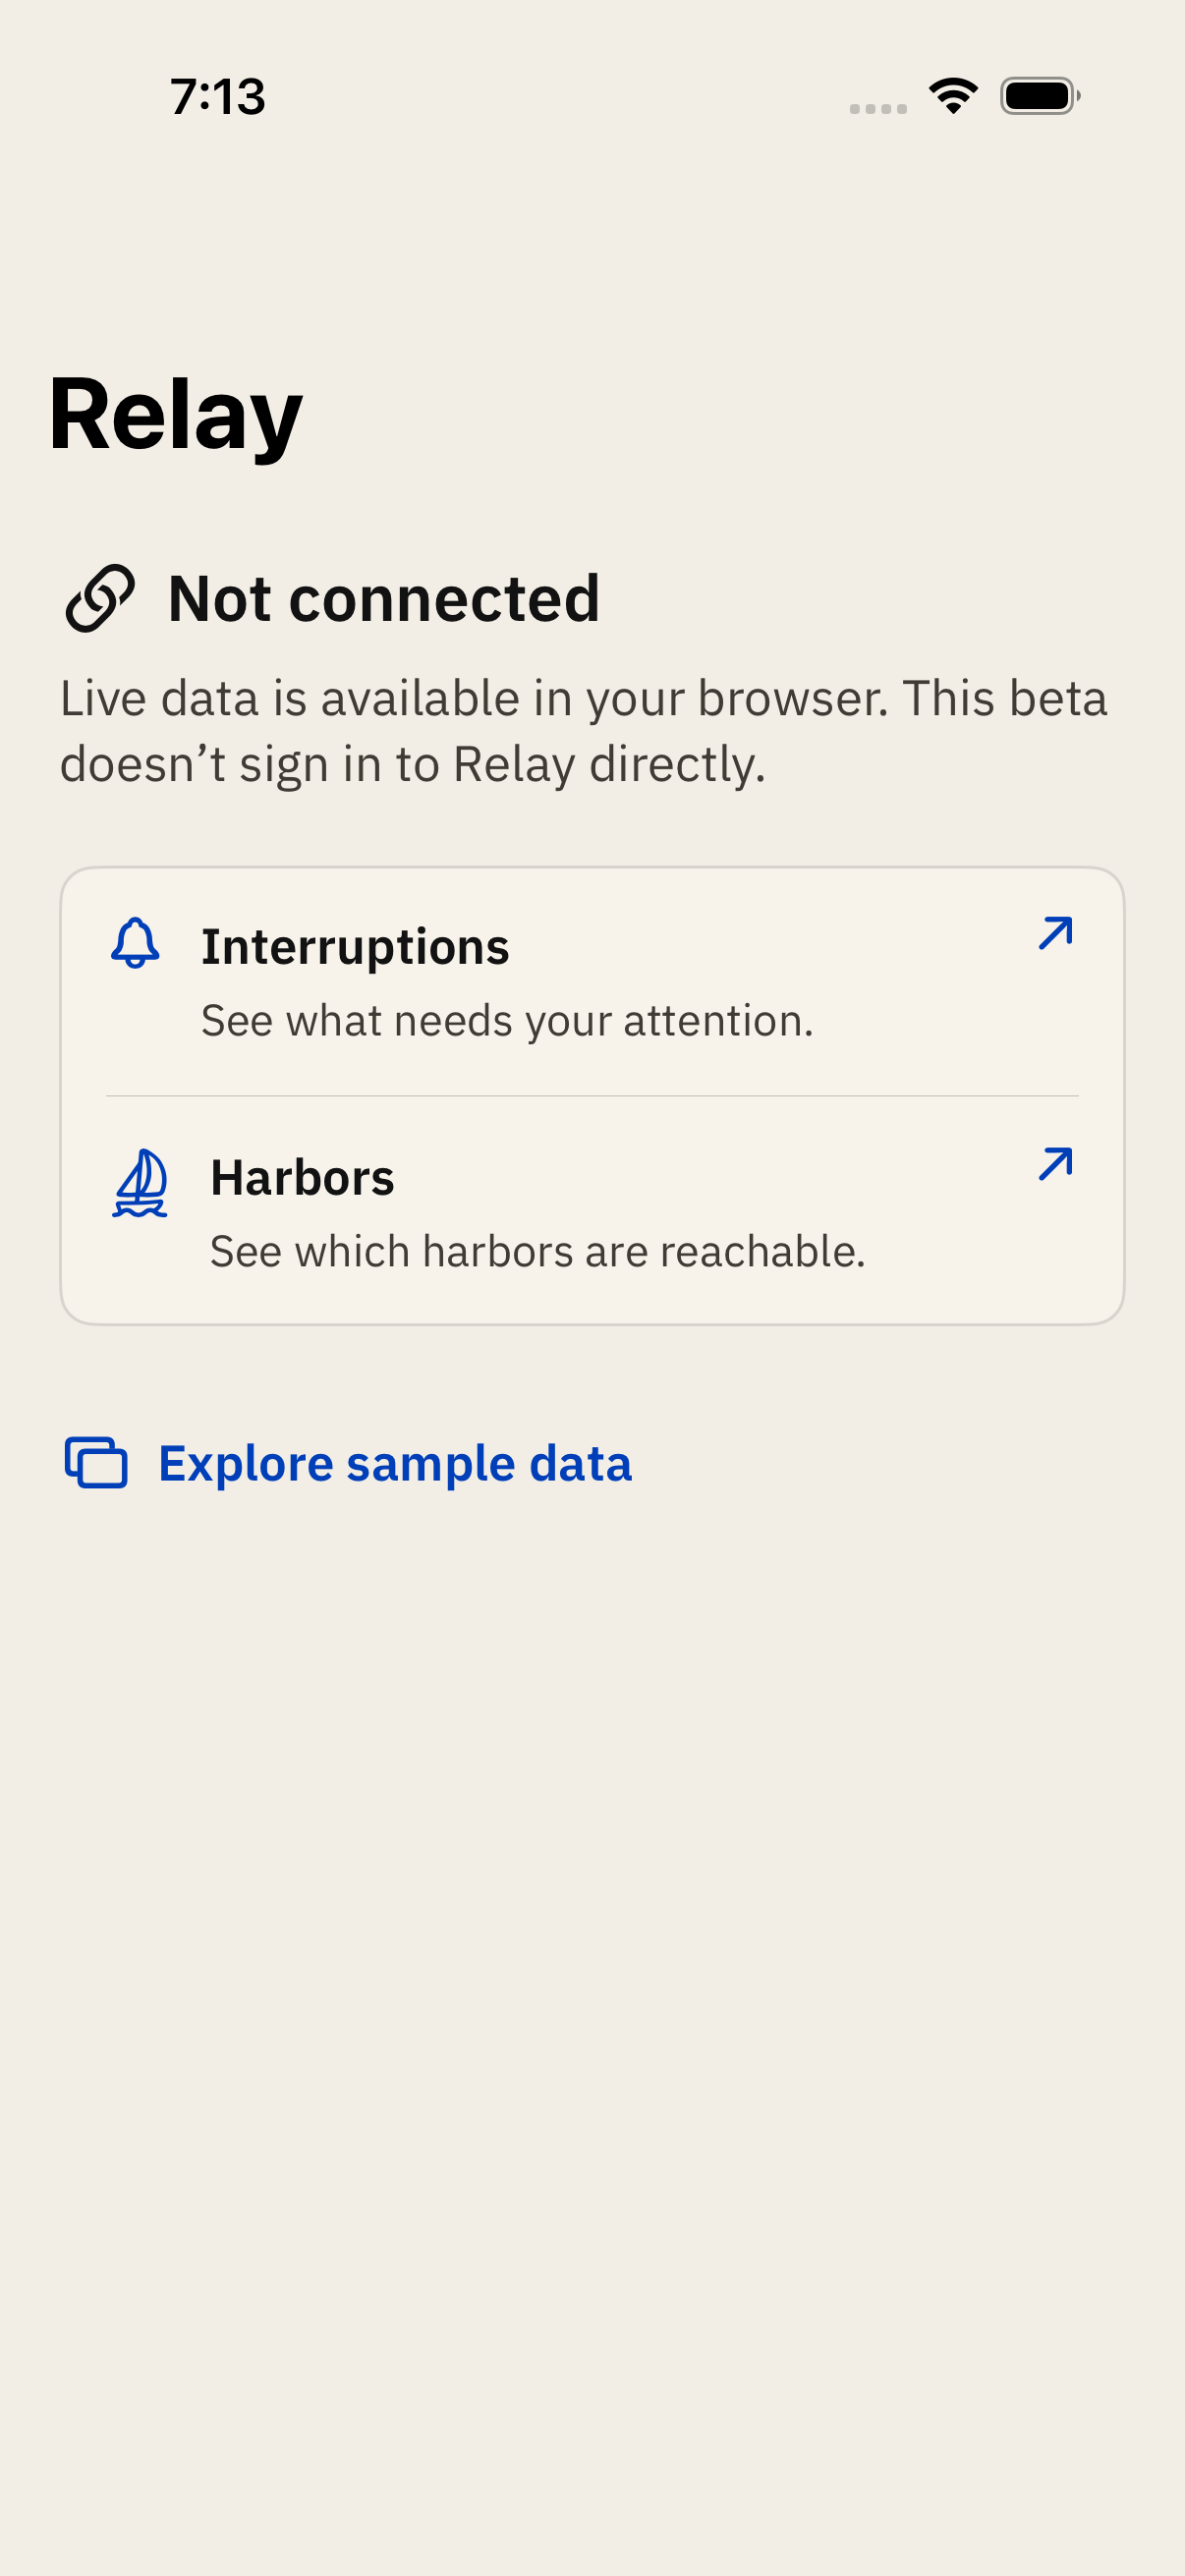 7:13
Relay
Not connected
Live data is available in your browser. This beta
doesn’t sign in to Relay directly.
Interruptions
See what needs your attention.
Harbors
See which harbors are reachable.
Explore sample data